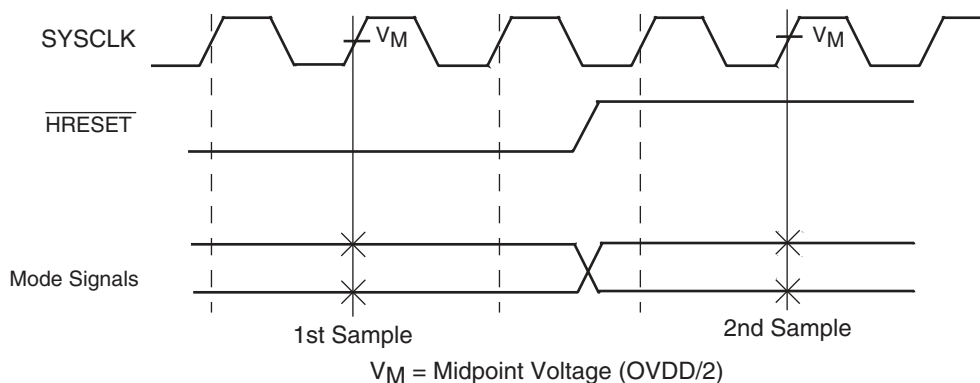 SYSCLK
VM
VM
HRESET
Mode Signals
1st Sample
2nd Sample
VM = Midpoint Voltage (OVDD/2)